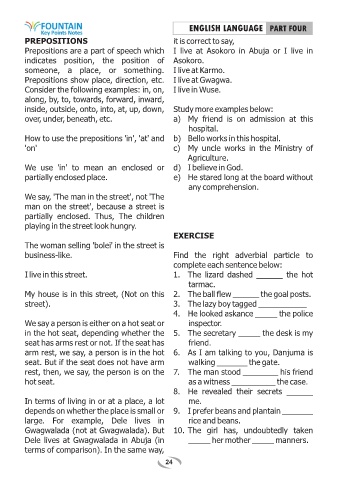 FOUNTAIN
Key Points Notes
ENGLISH LANGUAGE PART FOUR
PREPOSITIONS
Prepositions are a part of speech which
indicates position, the position of
someone, a place, or something.
Prepositions show place, direction, etc.
Consider the following examples: in, on,
along, by, to, towards, forward, inward,
inside, outside, onto, into, at, up, down,
over, under, beneath, etc.
How to use the prepositions 'in', 'at' and
'on'
We use 'in' to mean an enclosed or
partially enclosed place.
We say, 'The man in the street', not 'The
man on the street', because a street is
partially enclosed. Thus, The children
playing in the street look hungry.
The woman selling 'bolei' in the street is
business-like.
I live in this street.
My house is in this street, (Not on this
street).
We say a person is either on a hot seat or
in the hot seat, depending whether the
seat has arms rest or not. If the seat has
arm rest, we say, a person is in the hot
seat. But if the seat does not have arm
rest, then, we say, the person is on the
hot seat.
In terms of living in or at a place, a lot
depends on whether the place is small or
large. For example, Dele lives in
Gwagwalada (not at Gwagwalada). But
Dele lives at Gwagwalada in Abuja (in
terms of comparison). In the same way,
it is correct to say,
I live at Asokoro in Abuja or I live in
Asokoro.
I live at Karmo.
I live at Gwagwa.
I live in Wuse.
Study more examples below:
a) My friend is on admission at this
hospital.
b) Bello works in this hospital.
c) My uncle works in the Ministry of
Agriculture.
d) I believe in God.
e) He stared long at the board without
any comprehension.
EXERCISE
Find the right adverbial particle to
complete each sentence below:
1. The lizard dashed ______ the hot
tarmac.
2. The ball flew ______ the goal posts.
3. The lazy boy tagged ___________
4. He looked askance _____ the police
inspector.
5. The secretary _____ the desk is my
friend.
6. As I am talking to you, Danjuma is
walking _______ the gate.
7. The man stood ________ his friend
as a witness __________ the case.
8. He revealed their secrets ______
me.
9. I prefer beans and plantain _______
rice and beans.
10. The girl has, undoubtedly taken
_____ her mother _____ manners.
24